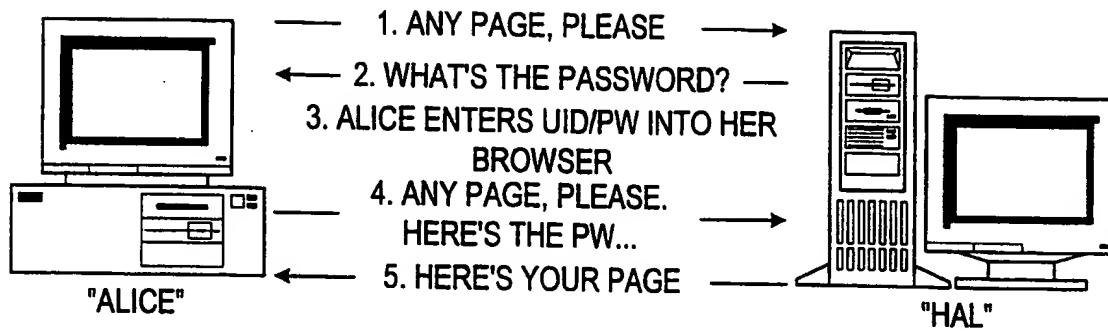 1. ANY PAGE, PLEASE
2. WHAT'S THE PASSWORD?
3. ALICE ENTERS UID/PW INTO HER
BROWSER
4. ANY PAGE, PLEASE.
HERE'S THE PW...
5. HERE'S YOUR PAGE
"ALICE"
"HAL"